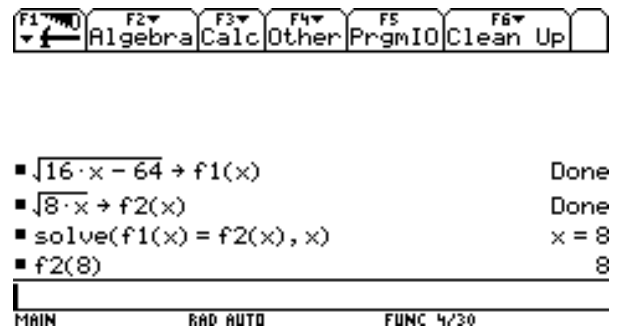 F1▼ F2▼ F3▼ F4▼ F5 F6▼
Algebra Calc Other PrgmIO Clean Up
▪ √16·x − 64 → f1(x) Done
▪ √8·x → f2(x) Done
▪ solve(f1(x) = f2(x), x) x = 8
▪ f2(8) 8
MAIN RAD AUTO FUNC 4/30